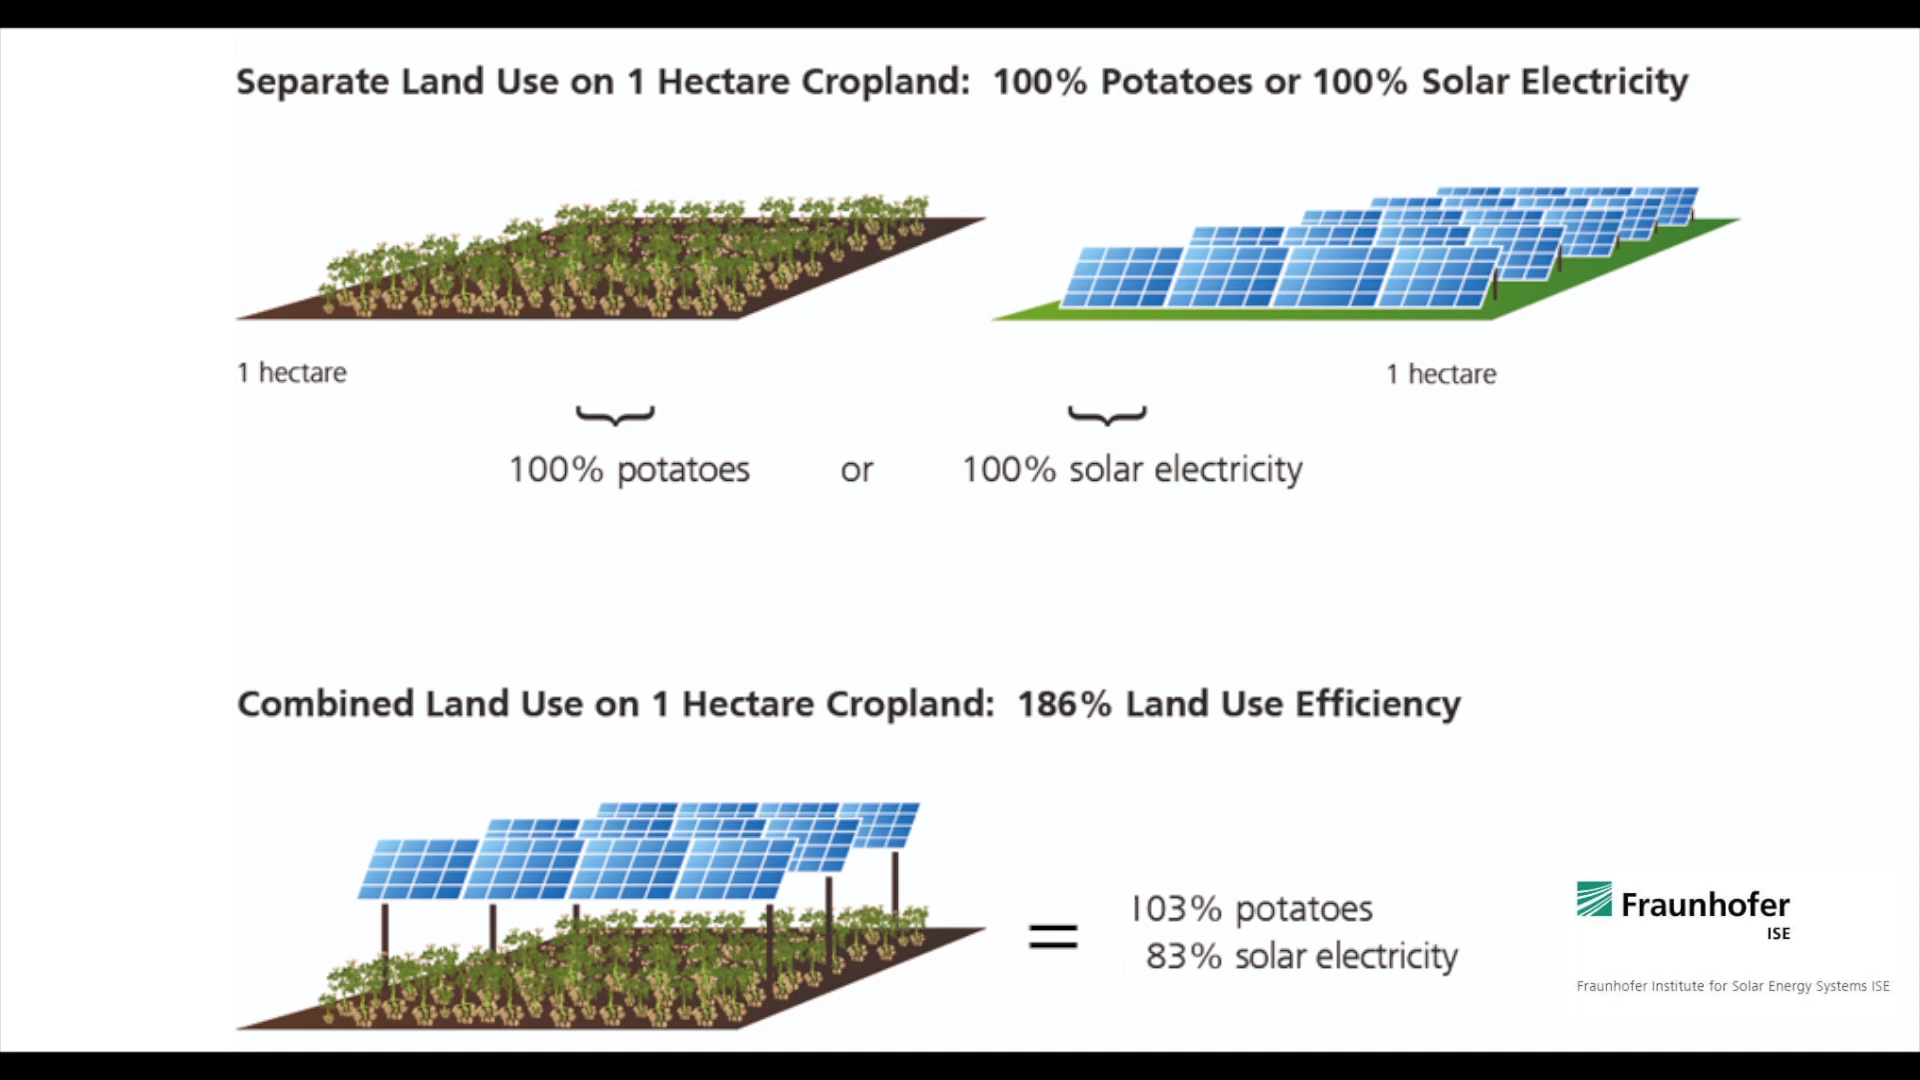 Separate Land Use on 1 Hectare Cropland: 100% Potatoes or 100% Solar Electricity
1 hectare
1 hectare
100% potatoes or 100% solar electricity
Combined Land Use on 1 Hectare Cropland: 186% Land Use Efficiency
=
103% potatoes
83% solar electricity
Fraunhofer
ISE
Fraunhofer Institute for Solar Energy Systems ISE